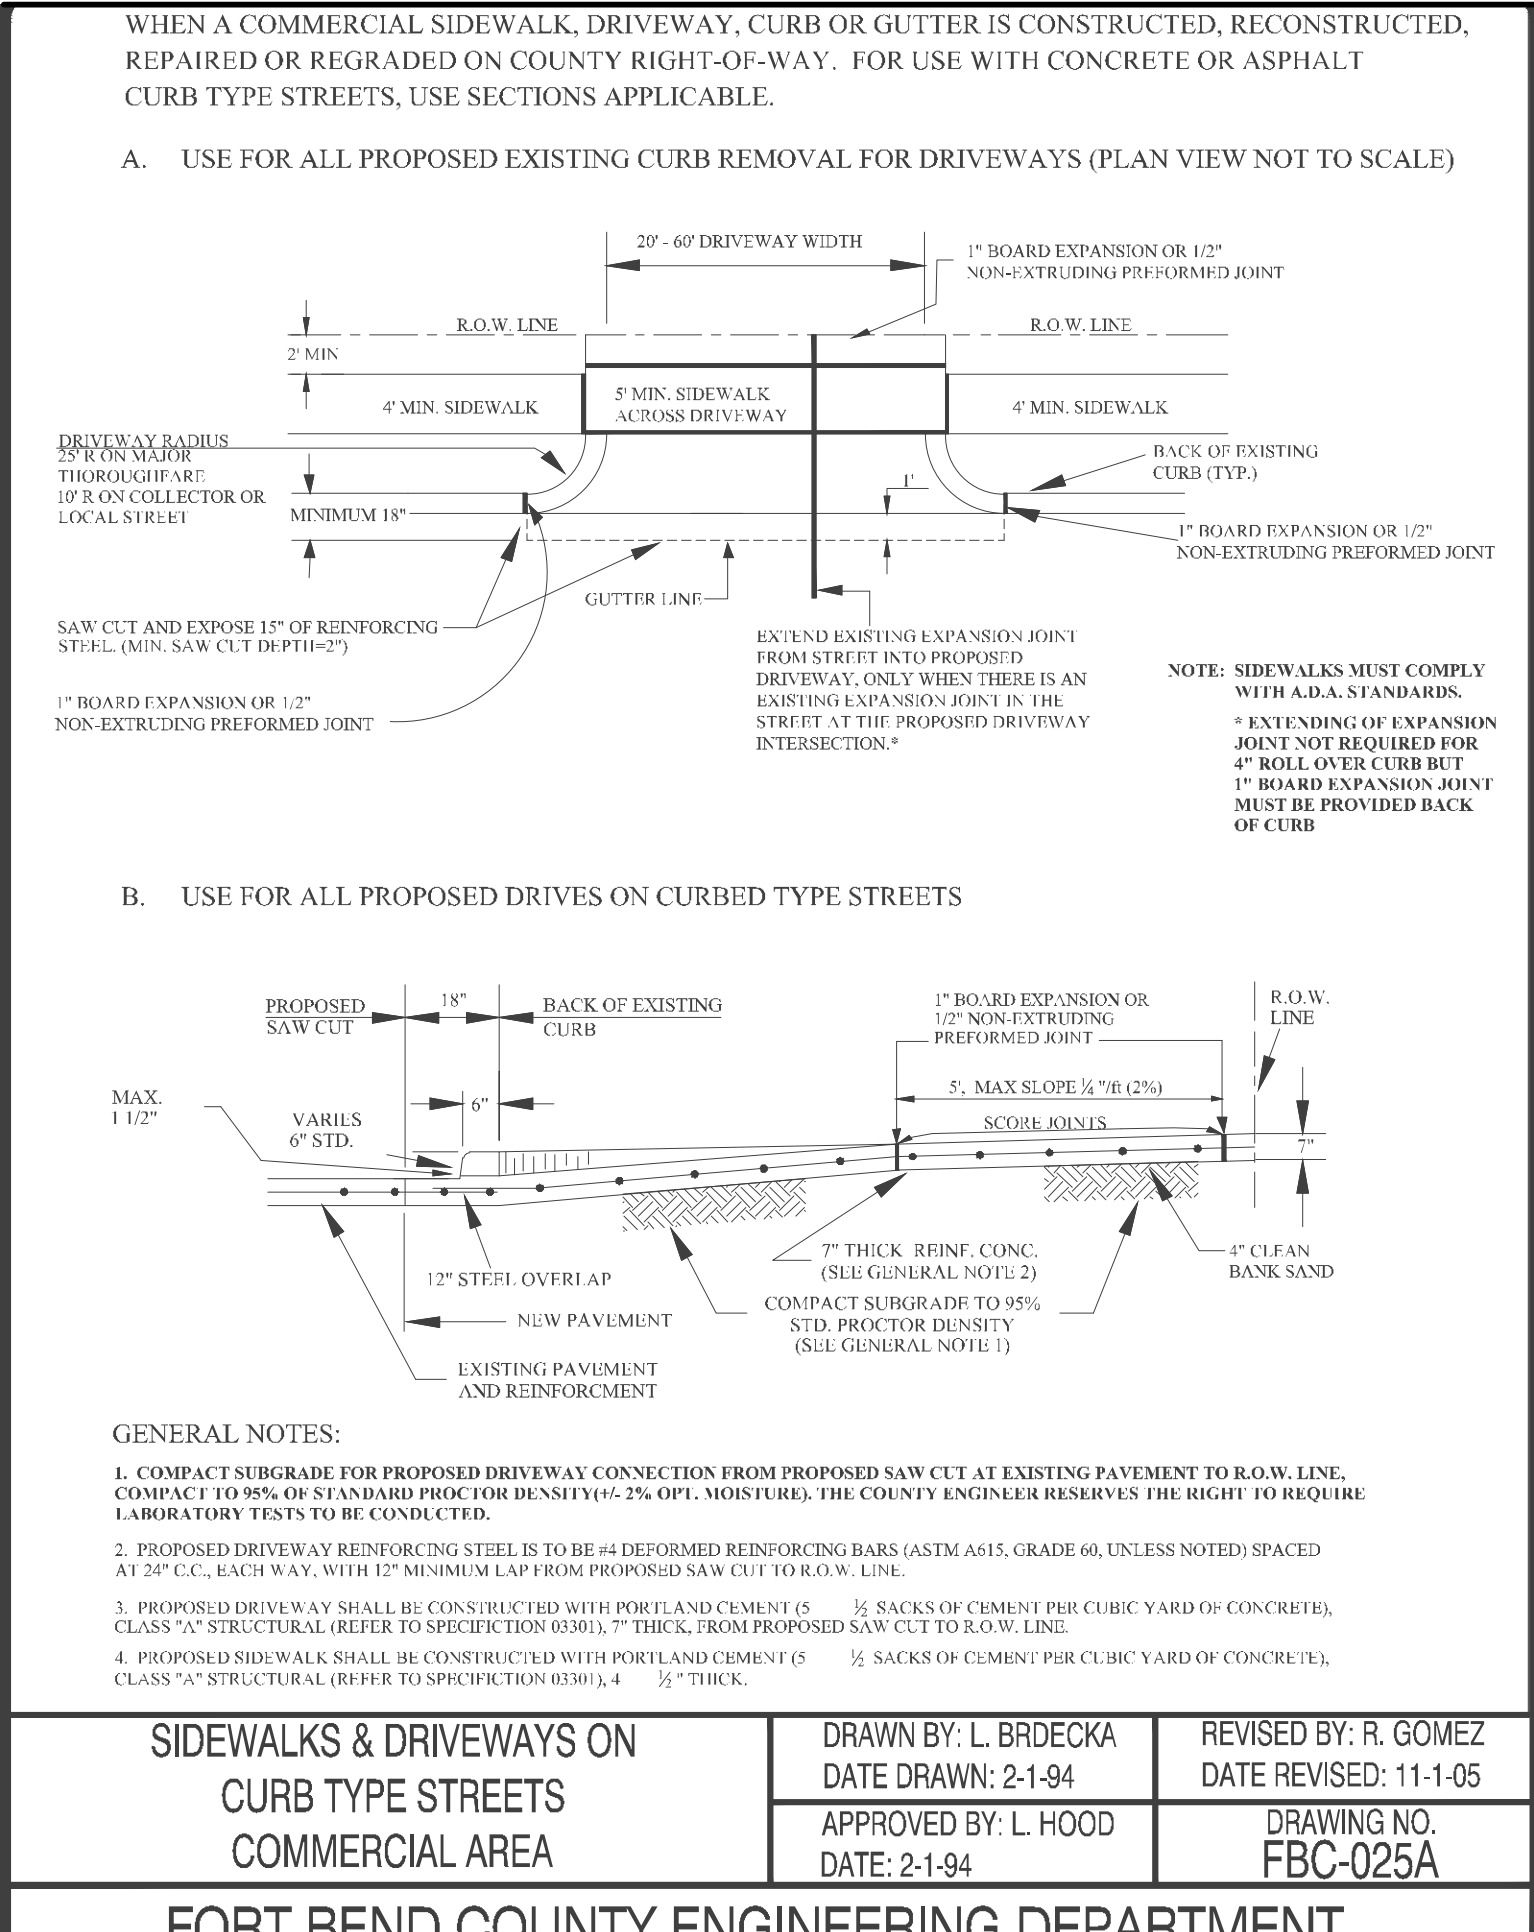 WHEN A COMMERCIAL SIDEWALK, DRIVEWAY, CURB OR GUTTER IS CONSTRUCTED, RECONSTRUCTED,
REPAIRED OR REGRADED ON COUNTY RIGHT-OF-WAY. FOR USE WITH CONCRETE OR ASPHALT
CURB TYPE STREETS, USE SECTIONS APPLICABLE.
A. USE FOR ALL PROPOSED EXISTING CURB REMOVAL FOR DRIVEWAYS (PLAN VIEW NOT TO SCALE)
20' - 60' DRIVEWAY WIDTH
1" BOARD EXPANSION OR 1/2"
NON-EXTRUDING PREFORMED JOINT
R.O.W. LINE
R.O.W. LINE
2' MIN
4' MIN. SIDEWALK
5' MIN. SIDEWALK
ACROSS DRIVEWAY
4' MIN. SIDEWALK
DRIVEWAY RADIUS
25' R ON MAJOR
THOROUGHFARE
10' R ON COLLECTOR OR
LOCAL STREET
MINIMUM 18"
1'
BACK OF EXISTING
CURB (TYP.)
1" BOARD EXPANSION OR 1/2"
NON-EXTRUDING PREFORMED JOINT
GUTTER LINE
SAW CUT AND EXPOSE 15" OF REINFORCING
STEEL. (MIN. SAW CUT DEPTH=2")
1" BOARD EXPANSION OR 1/2"
NON-EXTRUDING PREFORMED JOINT
EXTEND EXISTING EXPANSION JOINT
FROM STREET INTO PROPOSED
DRIVEWAY, ONLY WHEN THERE IS AN
EXISTING EXPANSION JOINT IN THE
STREET AT THE PROPOSED DRIVEWAY
INTERSECTION.*
NOTE: SIDEWALKS MUST COMPLY
WITH A.D.A. STANDARDS.
* EXTENDING OF EXPANSION
JOINT NOT REQUIRED FOR
4" ROLL OVER CURB BUT
1" BOARD EXPANSION JOINT
MUST BE PROVIDED BACK
OF CURB
B. USE FOR ALL PROPOSED DRIVES ON CURBED TYPE STREETS
PROPOSED
SAW CUT
18"
BACK OF EXISTING
CURB
1" BOARD EXPANSION OR
1/2" NON-EXTRUDING
PREFORMED JOINT
R.O.W.
LINE
MAX.
1 1/2"
VARIES
6" STD.
6"
5', MAX SLOPE ¼ "/ft (2%)
SCORE JOINTS
7"
12" STEEL OVERLAP
7" THICK REINF. CONC.
(SEE GENERAL NOTE 2)
4" CLEAN
BANK SAND
COMPACT SUBGRADE TO 95%
STD. PROCTOR DENSITY
(SEE GENERAL NOTE 1)
NEW PAVEMENT
EXISTING PAVEMENT
AND REINFORCMENT
GENERAL NOTES:
1. COMPACT SUBGRADE FOR PROPOSED DRIVEWAY CONNECTION FROM PROPOSED SAW CUT AT EXISTING PAVEMENT TO R.O.W. LINE,
COMPACT TO 95% OF STANDARD PROCTOR DENSITY(+/- 2% OPT. MOISTURE). THE COUNTY ENGINEER RESERVES THE RIGHT TO REQUIRE
LABORATORY TESTS TO BE CONDUCTED.
2. PROPOSED DRIVEWAY REINFORCING STEEL IS TO BE #4 DEFORMED REINFORCING BARS (ASTM A615, GRADE 60, UNLESS NOTED) SPACED
AT 24" C.C., EACH WAY, WITH 12" MINIMUM LAP FROM PROPOSED SAW CUT TO R.O.W. LINE.
3. PROPOSED DRIVEWAY SHALL BE CONSTRUCTED WITH PORTLAND CEMENT (5 ½ SACKS OF CEMENT PER CUBIC YARD OF CONCRETE),
CLASS "A" STRUCTURAL (REFER TO SPECIFICTION 03301), 7" THICK, FROM PROPOSED SAW CUT TO R.O.W. LINE.
4. PROPOSED SIDEWALK SHALL BE CONSTRUCTED WITH PORTLAND CEMENT (5 ½ SACKS OF CEMENT PER CUBIC YARD OF CONCRETE),
CLASS "A" STRUCTURAL (REFER TO SPECIFICTION 03301), 4 ½ " THICK.
SIDEWALKS & DRIVEWAYS ON
CURB TYPE STREETS
COMMERCIAL AREA
DRAWN BY: L. BRDECKA
DATE DRAWN: 2-1-94
REVISED BY: R. GOMEZ
DATE REVISED: 11-1-05
APPROVED BY: L. HOOD
DATE: 2-1-94
DRAWING NO.
FBC-025A
FORT BEND COUNTY ENGINEERING DEPARTMENT